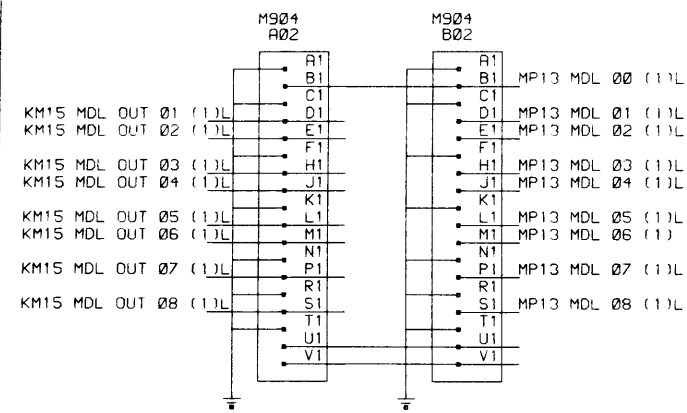 M9Ø4 M9Ø4
AØ2 BØ2
A1 A1
B1 B1 MP13 MDL ØØ (1)L
C1 C1
KM15 MDL OUT Ø1 (1)L D1 D1 MP13 MDL Ø1 (1)L
KM15 MDL OUT Ø2 (1)L E1 E1 MP13 MDL Ø2 (1)L
F1 F1
KM15 MDL OUT Ø3 (1)L H1 H1 MP13 MDL Ø3 (1)L
KM15 MDL OUT Ø4 (1)L J1 J1 MP13 MDL Ø4 (1)L
K1 K1
KM15 MDL OUT Ø5 (1)L L1 L1 MP13 MDL Ø5 (1)L
KM15 MDL OUT Ø6 (1)L M1 M1 MP13 MDL Ø6 (1)
N1 N1
KM15 MDL OUT Ø7 (1)L P1 P1 MP13 MDL Ø7 (1)L
R1 R1
KM15 MDL OUT Ø8 (1)L S1 S1 MP13 MDL Ø8 (1)L
T1 T1
U1 U1
V1 V1